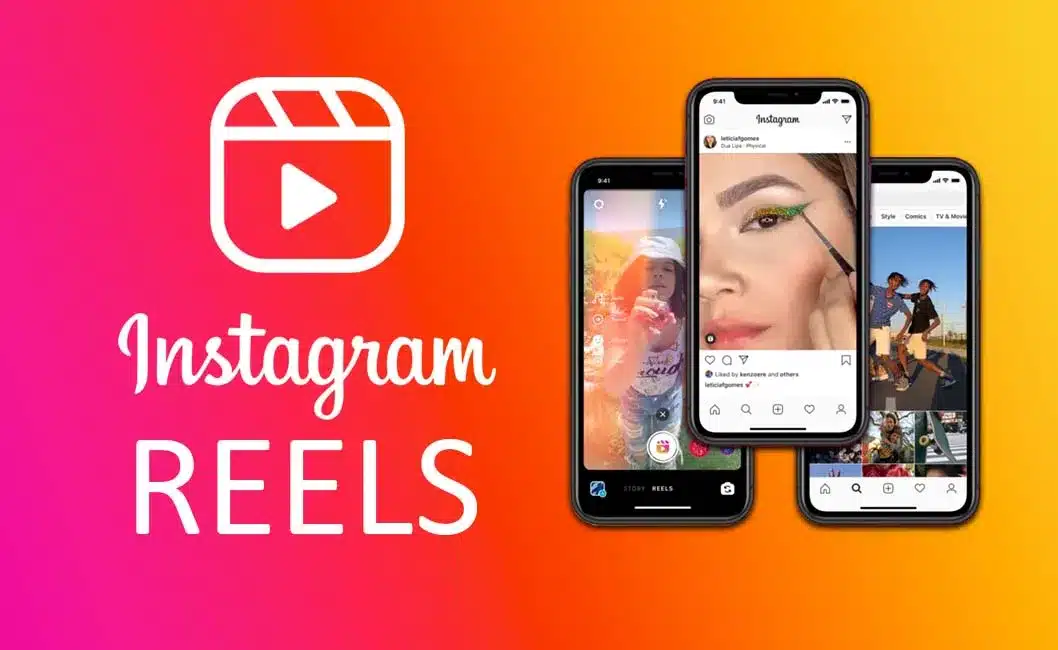 Instagram
REELS
9:41
STORY REELS
9:41
Instagram
leticiafgomes
Dua Lipa · Physical
Liked by kenzoere and others
leticiafgomes
Style Comics TV & Movie